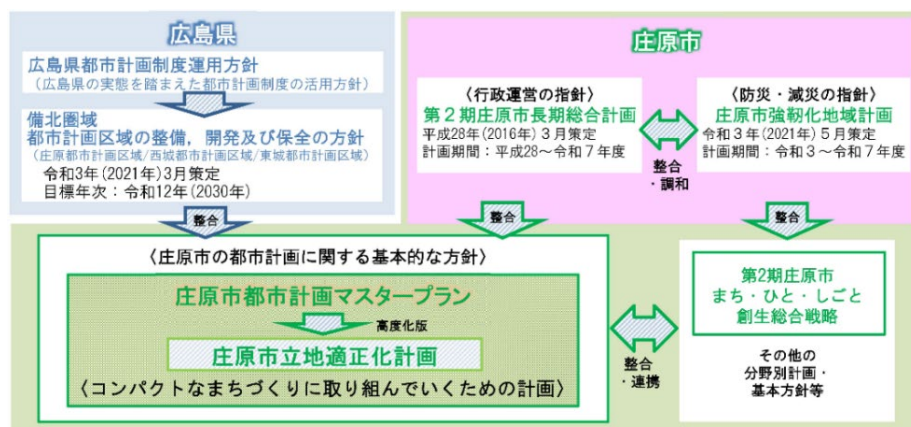 広島県
広島県都市計画制度運用方針
(広島県の実態を踏まえた都市計画制度の活用方針)
備北圏域
都市計画区域の整備，開発及び保全の方針
(庄原都市計画区域/西城都市計画区域/東城都市計画区域)
令和3年(2021年)3月策定
目標年次：令和12年(2030年)
整合
庄原市
〈行政運営の指針〉
第２期庄原市長期総合計画
平成28年(2016年)３月策定
計画期間：平成28～令和７年度
整合
・調和
〈防災・減災の指針〉
庄原市強靭化地域計画
令和３年(2021年)５月策定
計画期間：令和３～令和７年度
整合
整合
〈庄原市の都市計画に関する基本的な方針〉
庄原市都市計画マスタープラン
高度化版
庄原市立地適正化計画
〈コンパクトなまちづくりに取り組んでいくための計画〉
整合
・連携
第2期庄原市
まち・ひと・しごと
創生総合戦略
その他の
分野別計画・
基本方針等